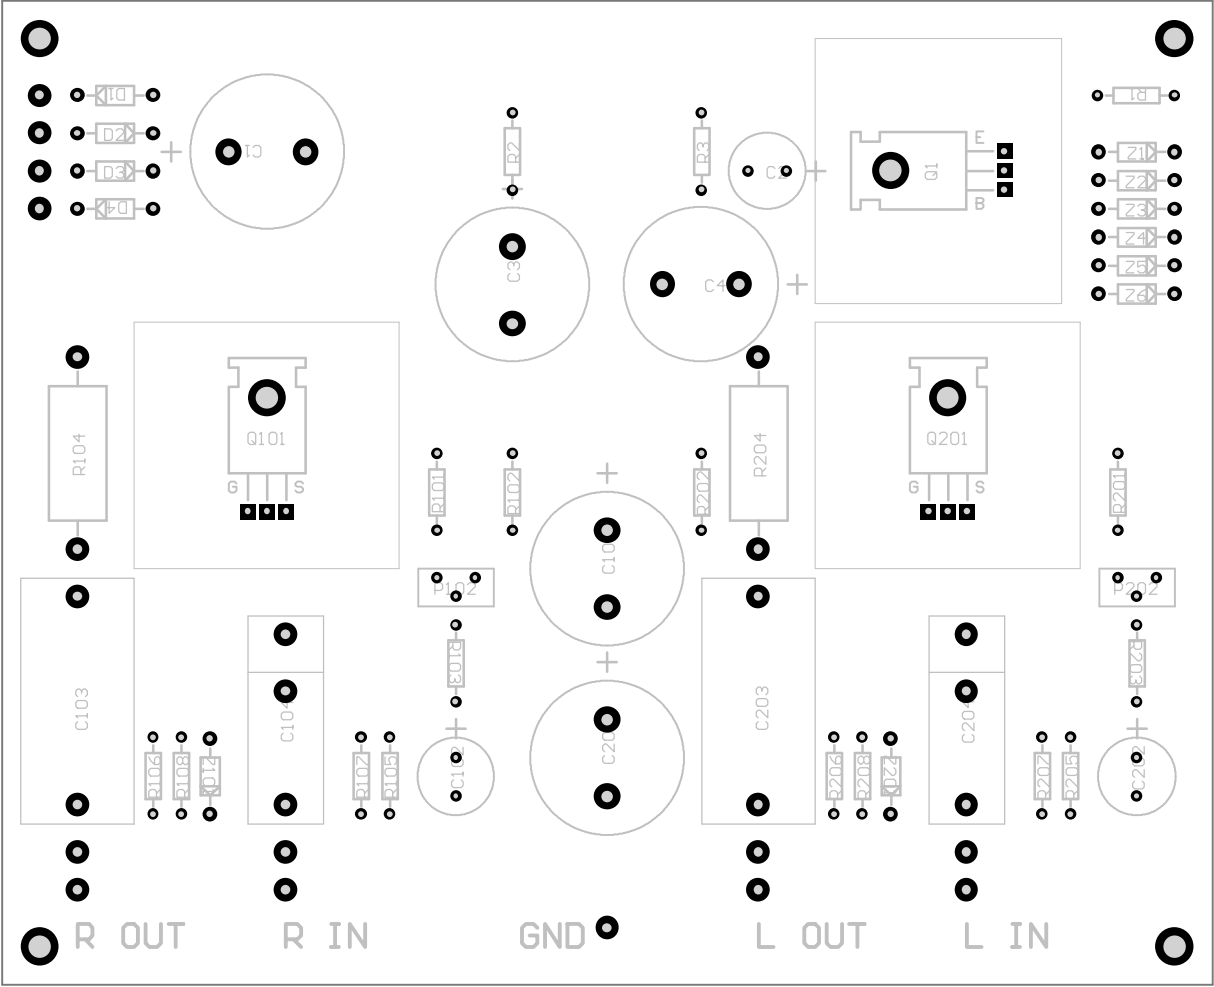 D1
C1
R1
D2
D3
D4
R2
R3
C2
E
Q1
B
Z1
Z2
Z3
Z4
Z5
Z6
C3
C4
R104
Q101
G S
R101
R102
R202
R204
Q201
G S
R201
P102
P202
C103
C104
R103
C203
C204
R203
R106
R108
Z101
R107
R105
C102
R206
R208
Z201
R207
R205
C202
R OUT R IN GND L OUT L IN